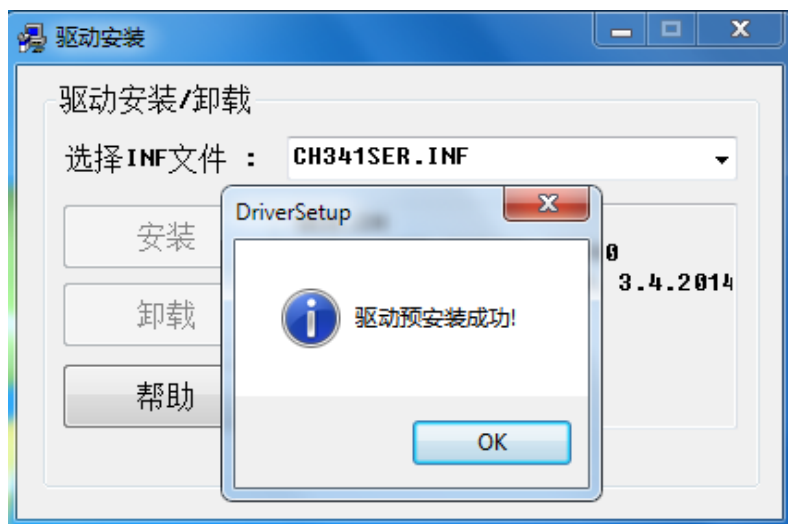 驱动安装
驱动安装/卸载
选择INF文件 : CH341SER.INF
安装
DriverSetup
0
3.4.2014
卸载
驱动预安装成功!
帮助
OK